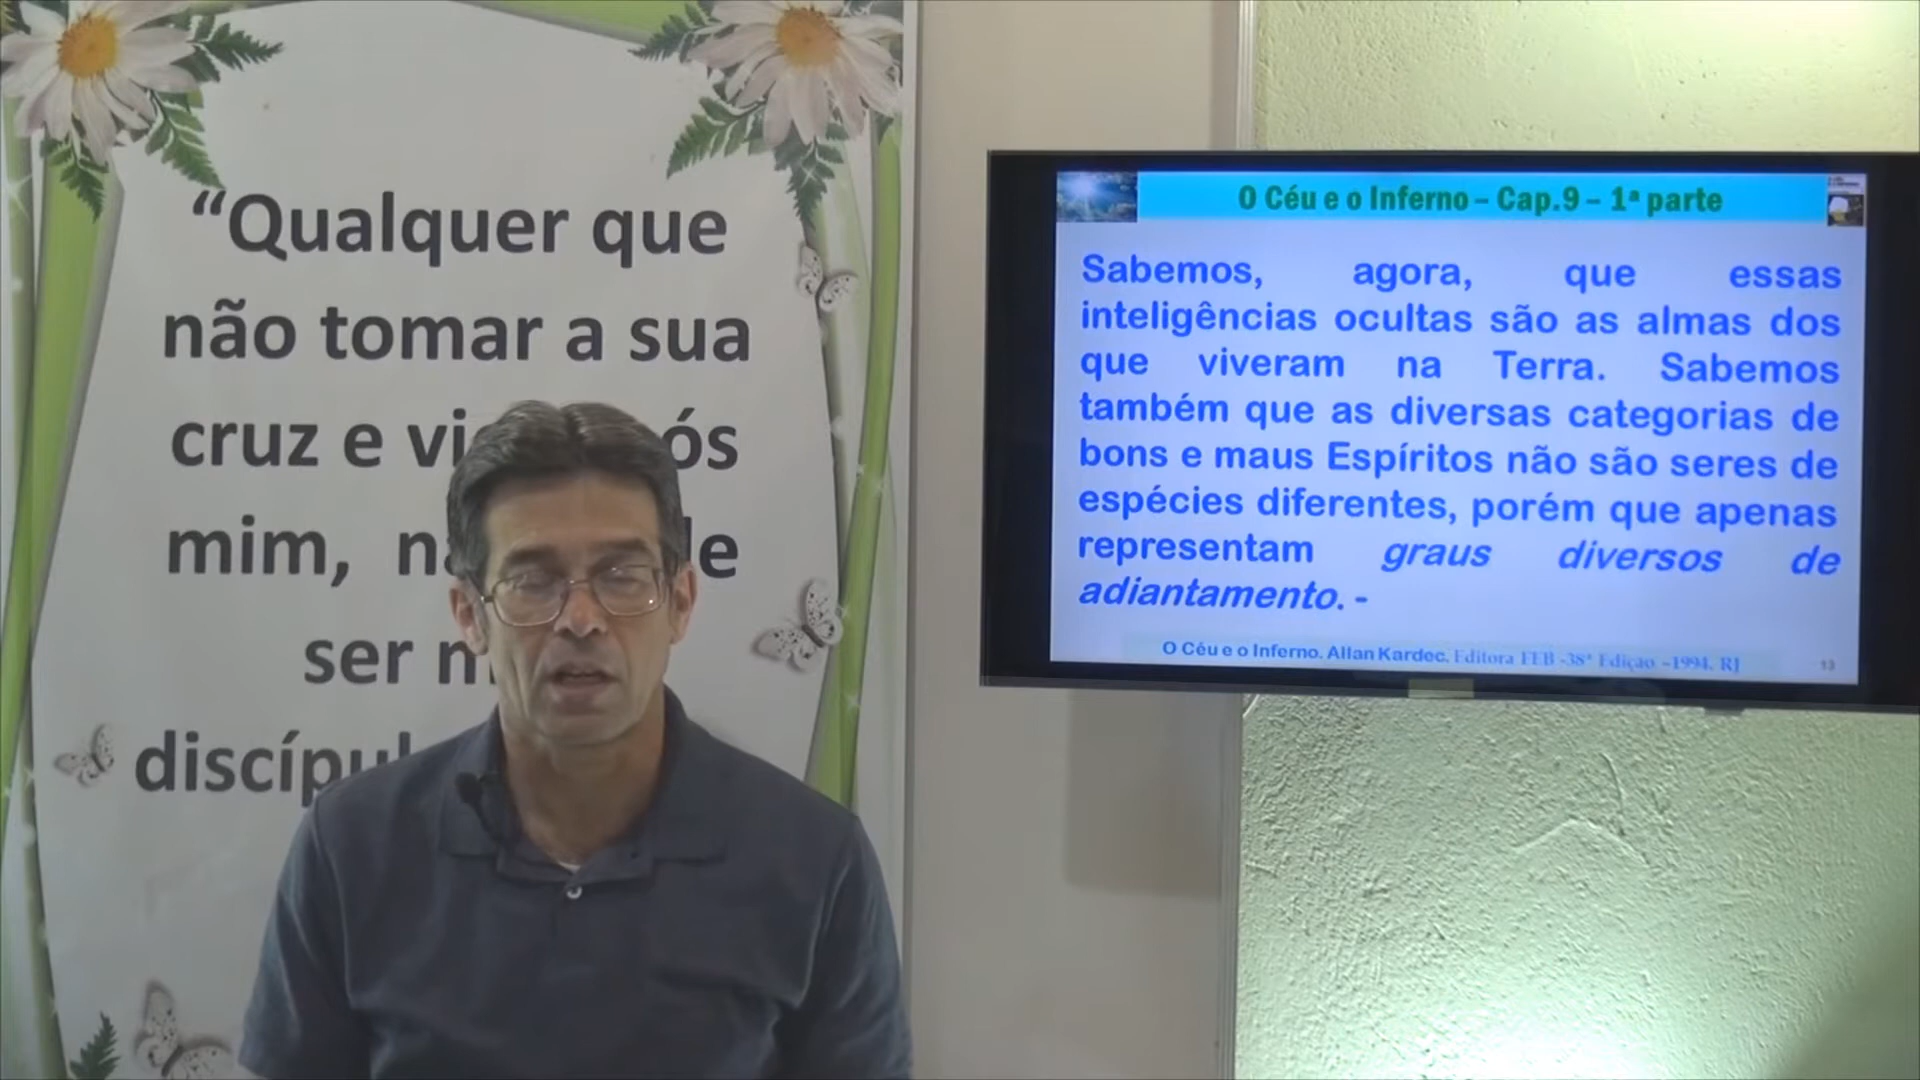 “Qualquer que
não tomar a sua
cruz e ós
mim,
ser
O Céu e o Inferno – Cap.9 – 1ª parte
Sabemos, agora, que essas
inteligências ocultas são as almas dos
que viveram na Terra. Sabemos
também que as diversas categorias de
bons e maus Espíritos não são seres de
espécies diferentes, porém que apenas
representam graus diversos de
adiantamento. -
O Céu e o Inferno. Allan Kardec. Editora FEB -38ª Edição –1994. RJ
13